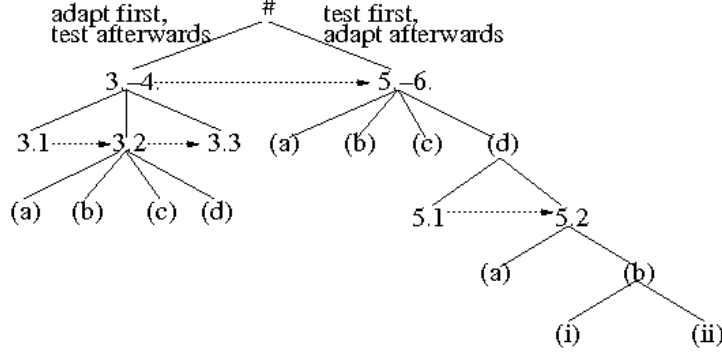 #
adapt first,
test afterwards
test first,
adapt afterwards
3.–4.
5.–6.
3.1
3.2
3.3
(a)
(b)
(c)
(d)
(a)
(b)
(c)
(d)
5.1
5.2
(a)
(b)
(i)
(ii)